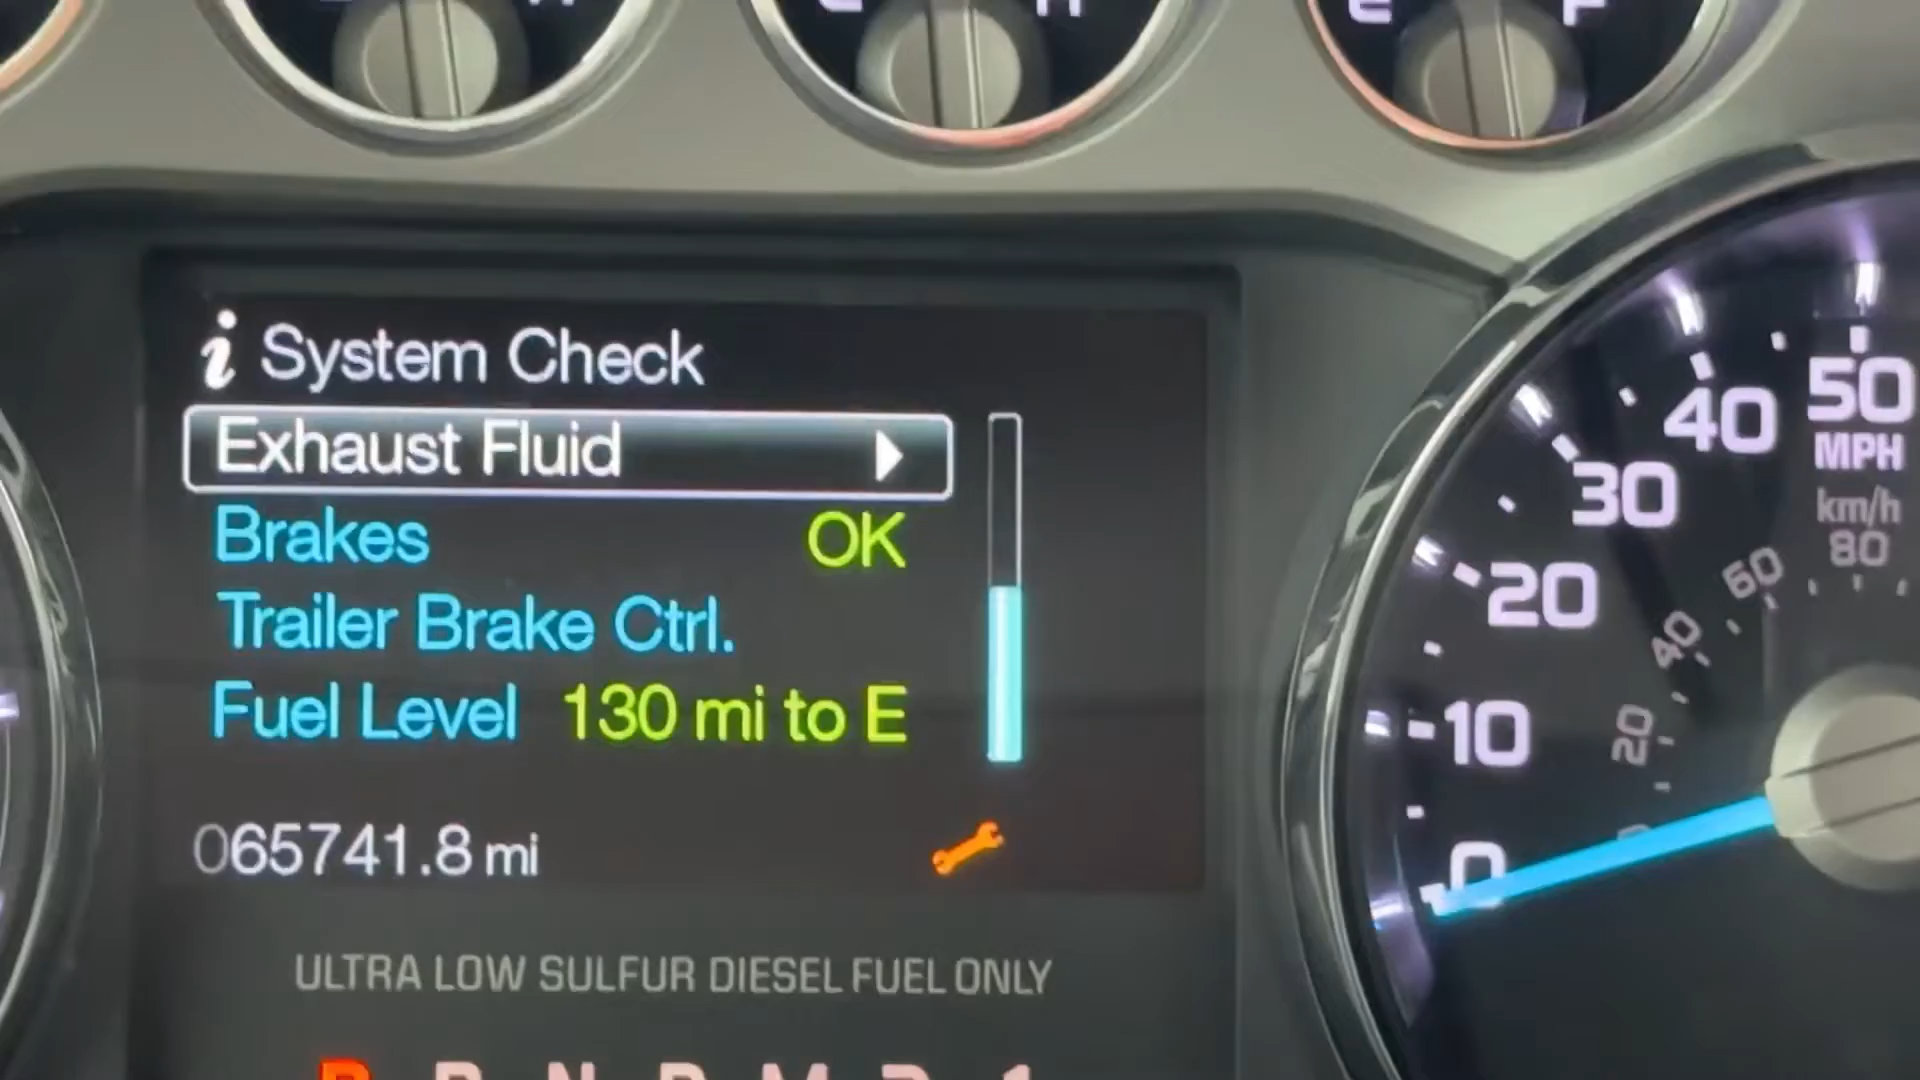 E F
i System Check
Exhaust Fluid
Brakes OK
Trailer Brake Ctrl.
Fuel Level 130 mi to E
065741.8 mi
ULTRA LOW SULFUR DIESEL FUEL ONLY
50
MPH
km/h
80
40
30
20
10
0
60
40
20